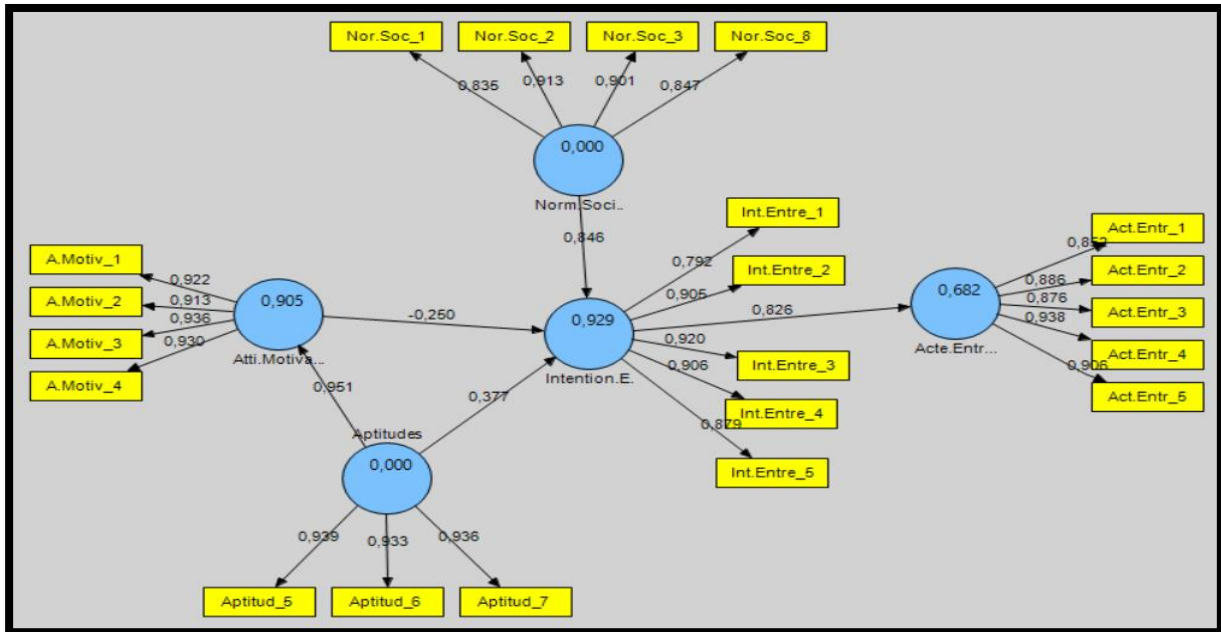 Nor.Soc_1
Nor.Soc_2
Nor.Soc_3
Nor.Soc_8
0,835
0,913
0,901
0,847
0,000
Norm.Soci..
0,846
A.Motiv_1
A.Motiv_2
A.Motiv_3
A.Motiv_4
0,922
0,913
0,936
0,930
0,905
Atti.Motiva...
-0,250
0,951
0,377
Aptitudes
0,000
0,939
0,933
0,936
Aptitud_5
Aptitud_6
Aptitud_7
0,929
Intention.E.
0,792
0,905
0,920
0,906
0,879
Int.Entre_1
Int.Entre_2
Int.Entre_3
Int.Entre_4
Int.Entre_5
0,826
0,682
Acte.Entr...
0,852
0,886
0,876
0,938
0,906
Act.Entr_1
Act.Entr_2
Act.Entr_3
Act.Entr_4
Act.Entr_5